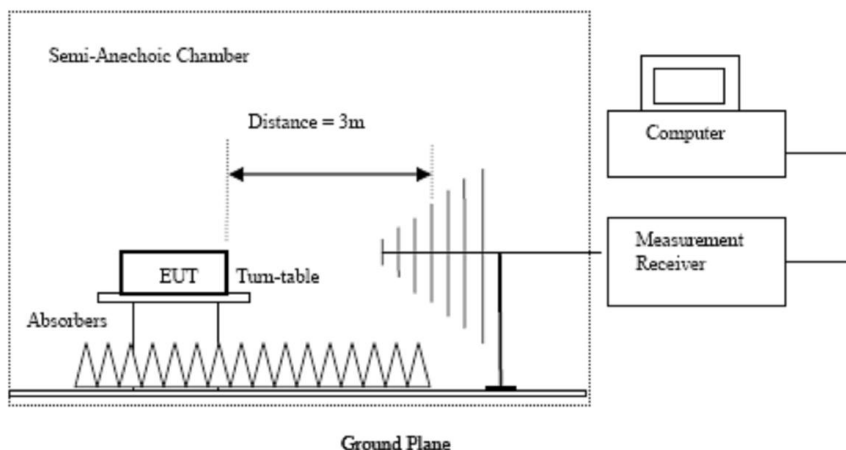 Semi-Anechoic Chamber
Distance = 3m
Computer
Measurement
Receiver
EUT
Turn-table
Absorbers
Ground Plane